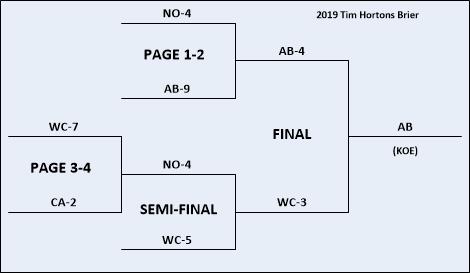 2019 Tim Hortons Brier
NO-4
PAGE 1-2
AB-9
AB-4
WC-7
PAGE 3-4
CA-2
NO-4
SEMI-FINAL
WC-5
FINAL
WC-3
AB
(KOE)